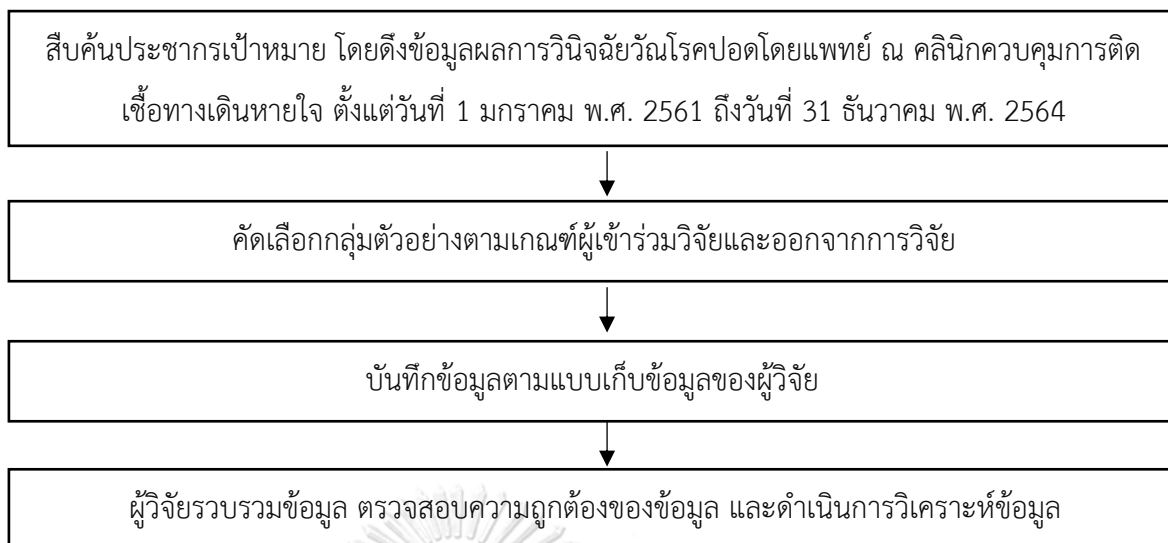 สืบค้นประชากรเป้าหมาย โดยดึงข้อมูลผลการวินิจฉัยวัณโรคปอดโดยแพทย์ ณ คลินิกควบคุมการติด
เชื้อทางเดินหายใจ ตั้งแต่วันที่ 1 มกราคม พ.ศ. 2561 ถึงวันที่ 31 ธันวาคม พ.ศ. 2564
คัดเลือกกลุ่มตัวอย่างตามเกณฑ์ผู้เข้าร่วมวิจัยและออกจากการวิจัย
บันทึกข้อมูลตามแบบเก็บข้อมูลของผู้วิจัย
ผู้วิจัยรวบรวมข้อมูล ตรวจสอบความถูกต้องของข้อมูล และดำเนินการวิเคราะห์ข้อมูล